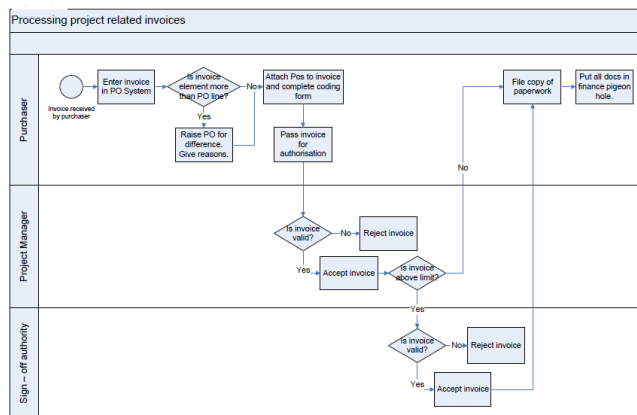 Processing project related invoices
Purchaser
Invoice received
by purchaser
Enter invoice
in PO System
Is invoice
element more
than PO line?
No
Yes
Raise PO for
difference.
Give reasons.
Attach Pos to invoice
and complete coding
form
Pass invoice
for
authorisation
File copy of
paperwork
Put all docs in
finance pigeon
hole.
No
Project Manager
Is invoice
valid?
No
Reject invoice
Yes
Accept invoice
Is invoice
above limit?
Yes
Sign – off authority
Is invoice
valid?
No
Reject invoice
Yes
Accept invoice